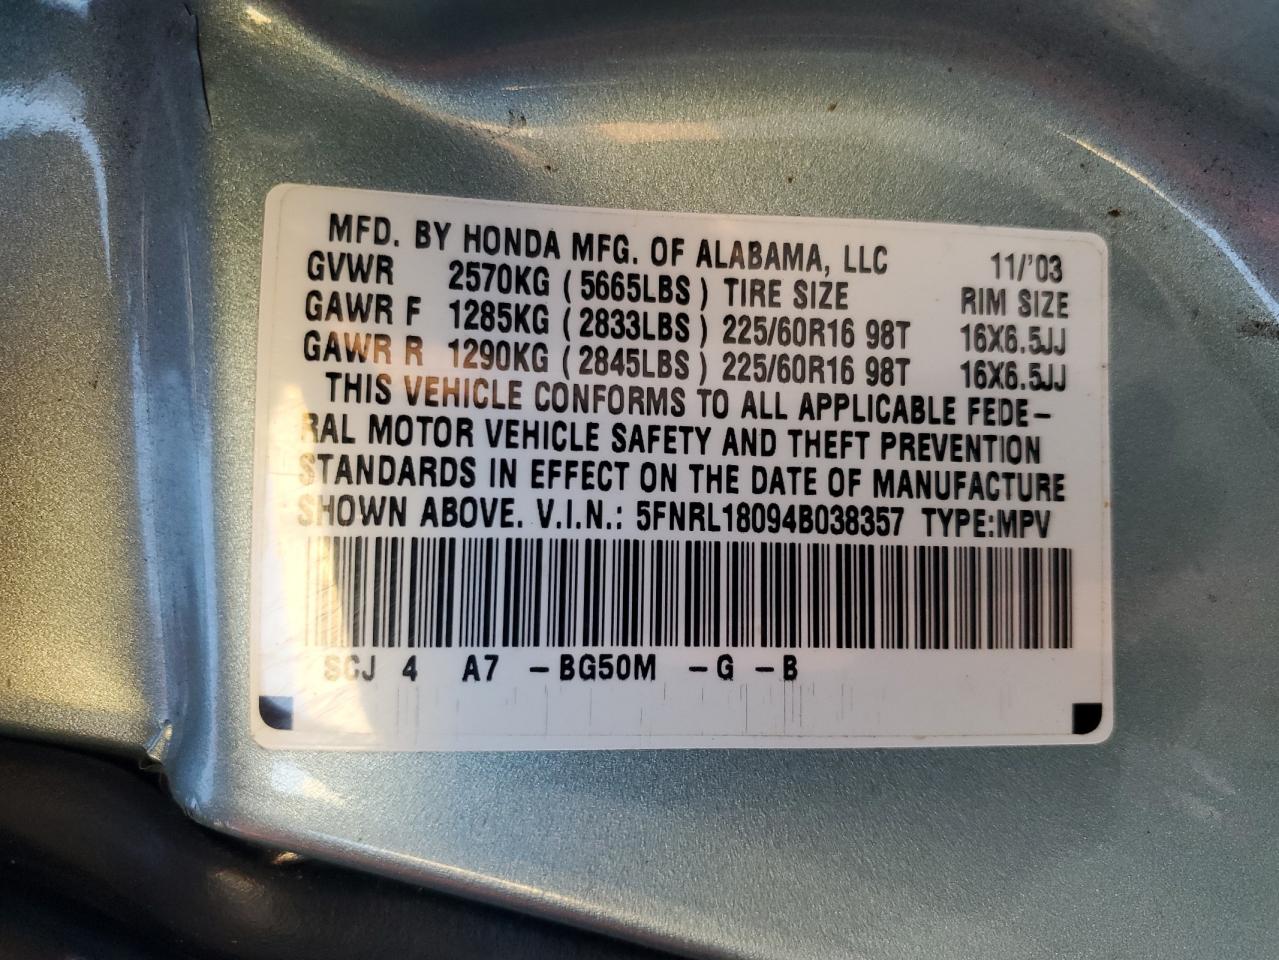 MFD. BY HONDA MFG. OF ALABAMA, LLC 11/'03
GVWR 2570KG (5665LBS) TIRE SIZE RIM SIZE
GAWR F 1285KG (2833LBS) 225/60R16 98T 16X6.5JJ
GAWR R 1290KG (2845LBS) 225/60R16 98T 16X6.5JJ
THIS VEHICLE CONFORMS TO ALL APPLICABLE FEDE-
RAL MOTOR VEHICLE SAFETY AND THEFT PREVENTION
STANDARDS IN EFFECT ON THE DATE OF MANUFACTURE
SHOWN ABOVE. V.I.N.: 5FNRL18094B038357 TYPE:MPV
SCJ 4 A7 -BG50M -G -B